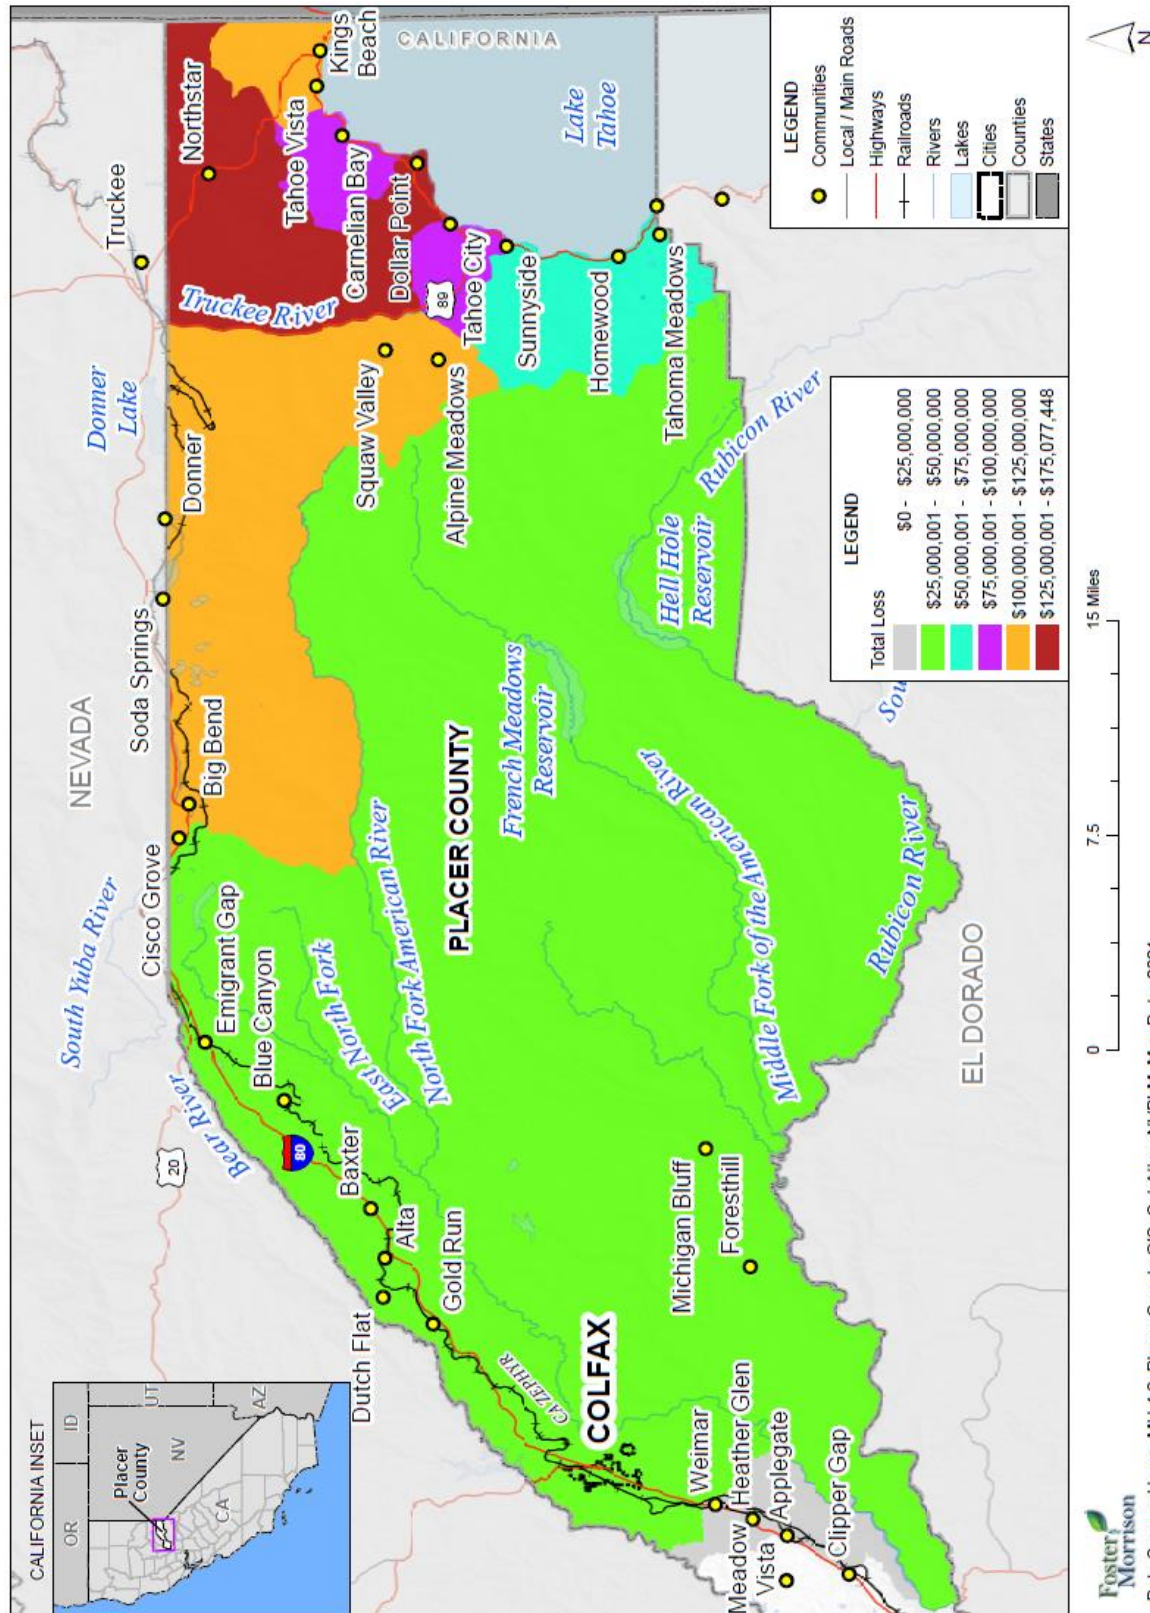 CALIFORNIA INSET
OR
ID
UT
NV
AZ
CA
Placer
County
NEVADA
CALIFORNIA
South Yuba River
20
Bear River
Cisco Grove
Big Bend
Soda Springs
Donner
Donner
Lake
Truckee
Truckee River
Northstar
Kings
Beach
Tahoe Vista
Carnelian Bay
Dollar Point
89
Tahoe City
Lake
Tahoe
Sunnyside
Homewood
Tahoma Meadows
Squaw Valley
Alpine Meadows
Emigrant Gap
Blue Canyon
80
Baxter
Alta
Dutch Flat
Gold Run
East North Fork
North Fork American River
PLACER COUNTY
French Meadows
Reservoir
Hell Hole
Reservoir
Rubicon River
Middle Fork of the American River
Rubicon River
Sou
CA ZEPHYR
COLFAX
Michigan Bluff
Foresthill
Weimar
Heather Glen
Applegate
Meadow
Vista
Clipper Gap
EL DORADO
LEGEND
Total Loss
$0 - $25,000,000
$25,000,001 - $50,000,000
$50,000,001 - $75,000,000
$75,000,001 - $100,000,000
$100,000,001 - $125,000,000
$125,000,001 - $175,077,448
LEGEND
Communities
Local / Main Roads
Highways
Railroads
Rivers
Lakes
Cities
Counties
States
Foster
Morrison
0
7.5
15 Miles
N